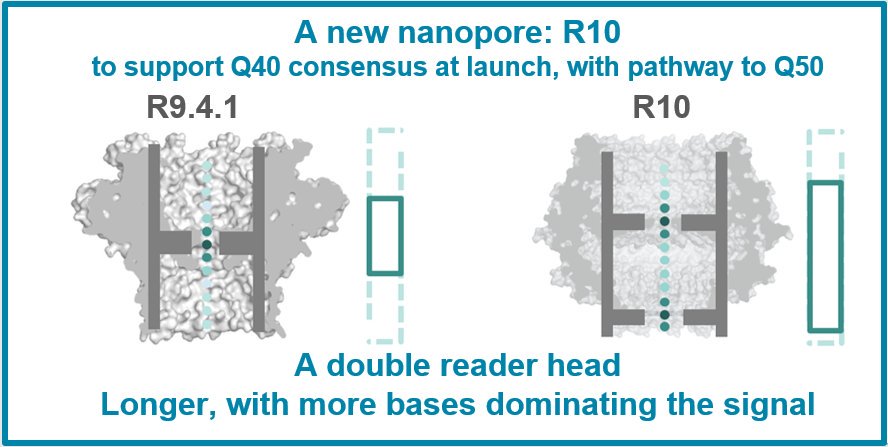 A new nanopore: R10
to support Q40 consensus at launch, with pathway to Q50
R9.4.1
R10
A double reader head
Longer, with more bases dominating the signal